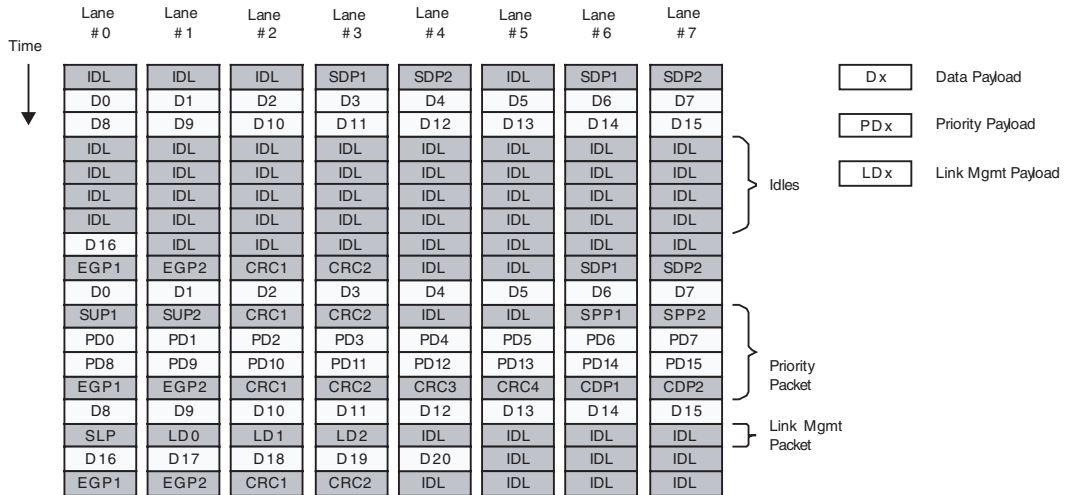 Lane Lane Lane Lane Lane Lane Lane Lane
#0 #1 #2 #3 #4 #5 #6 #7
Time
IDL IDL IDL SDP1 SDP2 IDL SDP1 SDP2 Dx Data Payload
D0 D1 D2 D3 D4 D5 D6 D7
D8 D9 D10 D11 D12 D13 D14 D15 PDx Priority Payload
IDL IDL IDL IDL IDL IDL IDL IDL
IDL IDL IDL IDL IDL IDL IDL IDL LDx Link Mgmt Payload
Idles
IDL IDL IDL IDL IDL IDL IDL IDL
IDL IDL IDL IDL IDL IDL IDL IDL
D16 IDL IDL IDL IDL IDL IDL IDL
EGP1 EGP2 CRC1 CRC2 IDL IDL SDP1 SDP2
D0 D1 D2 D3 D4 D5 D6 D7
SUP1 SUP2 CRC1 CRC2 IDL IDL SPP1 SPP2
PD0 PD1 PD2 PD3 PD4 PD5 PD6 PD7
PD8 PD9 PD10 PD11 PD12 PD13 PD14 PD15 Priority
EGP1 EGP2 CRC1 CRC2 CRC3 CRC4 CDP1 CDP2 Packet
D8 D9 D10 D11 D12 D13 D14 D15
SLP LD0 LD1 LD2 IDL IDL IDL IDL Link Mgmt
Packet
D16 D17 D18 D19 D20 IDL IDL IDL
EGP1 EGP2 CRC1 CRC2 IDL IDL IDL IDL